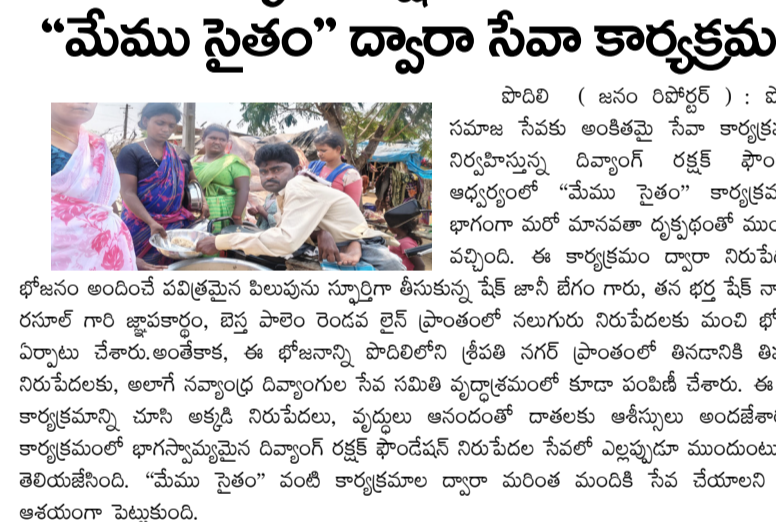 “మేము సైతం” ద్వారా సేవా కార్యక్రమ
పొదిలి ( జనం రిపోర్టర్ ) :
సమాజ సేవకు అంకితమై సేవా
నిర్వహిస్తున్న దివ్యాంగ్ రక్షక్
ఆధ్వర్యంలో “మేము సైతం”
భాగంగా మరో మానవతా దృక్పథంతో
వచ్చింది. ఈ కార్యక్రమం ద్వారా
భోజనం అందించే పవిత్రమైన పిలుపును స్ఫూర్తిగా తీసుకున్న షేక్ జానీ బేగం గారు, తన భర్త షేక్
రసూల్ గారి జ్ఞాపకార్థం, బెస్త పాలెం రెండవ లైన్ ప్రాంతంలో నలుగురు నిరుపేదలకు మంచి
ఏర్పాటు చేశారు.అంతేకాక, ఈ భోజనాన్ని పొదిలిలోని శ్రీపతి నగర్ ప్రాంతంలో తినడానికి
నిరుపేదలకు, అలాగే నవ్యాంధ్ర దివ్యాంగుల సేవ సమితి వృద్ధాశ్రమంలో కూడా పంపిణీ చేశారు. ఈ
కార్యక్రమాన్ని చూసి అక్కడి నిరుపేదలు, వృద్ధులు ఆనందంతో దాతలకు ఆశీస్సులు
కార్యక్రమంలో భాగస్వామ్యమైన దివ్యాంగ్ రక్షక్ ఫౌండేషన్ నిరుపేదల సేవలో ఎల్లప్పుడూ
తెలియజేసింది. “మేము సైతం” వంటి కార్యక్రమాల ద్వారా మరింత మందికి సేవ చేయాలని
ఆశయంగా పెట్టుకుంది.